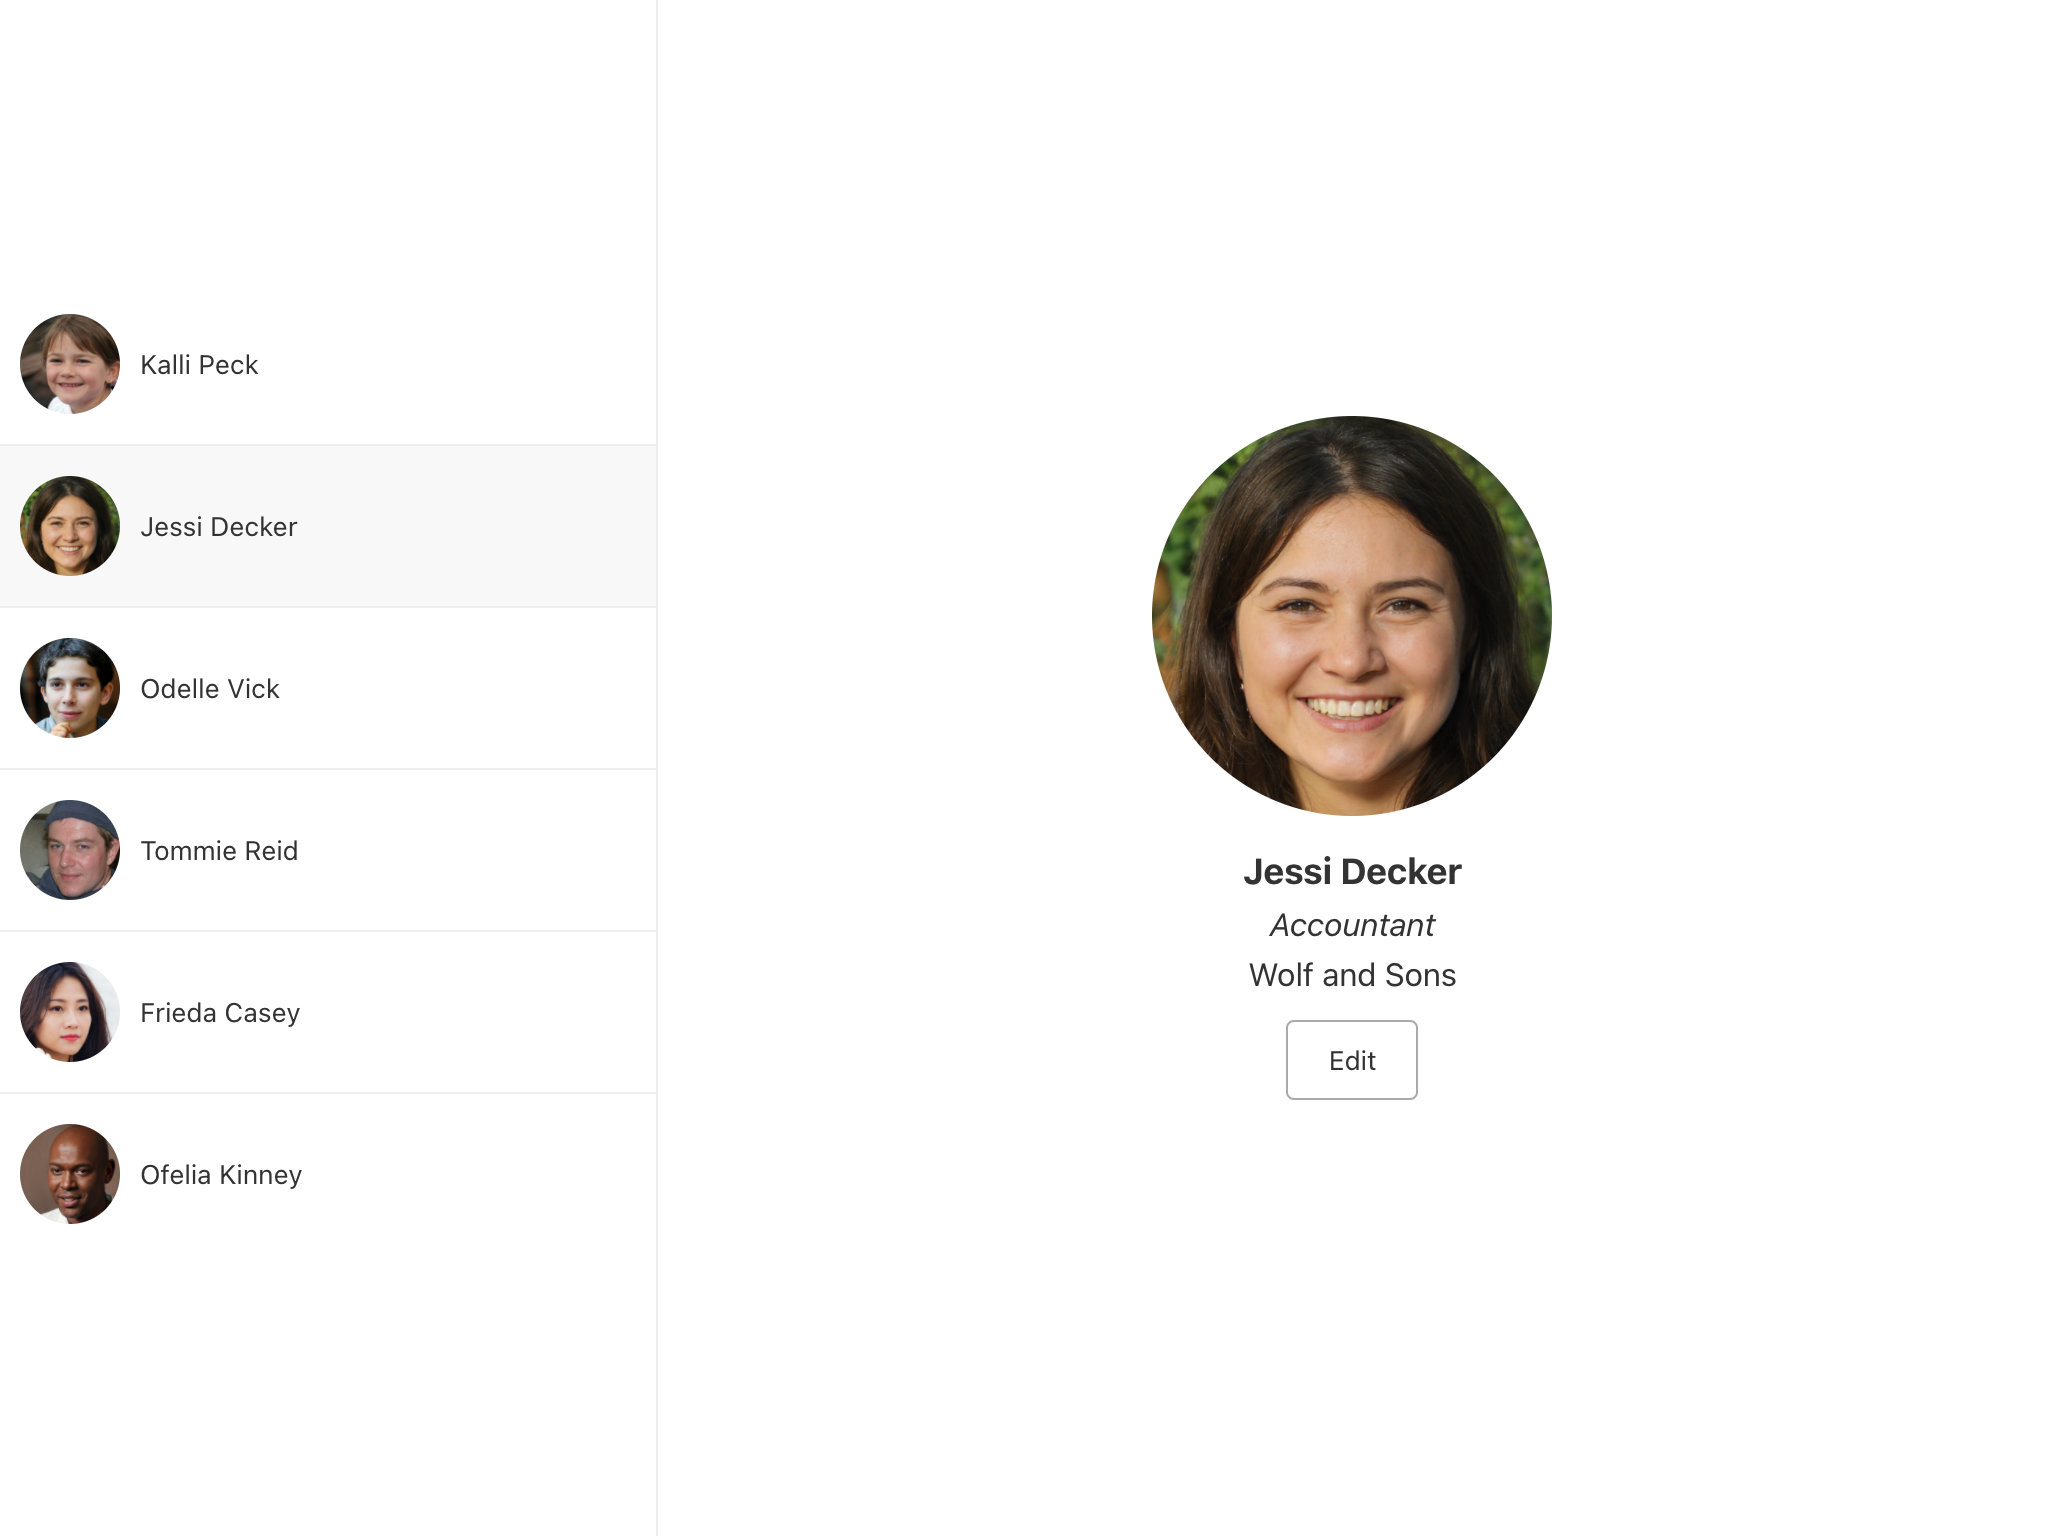 Kalli Peck
Jessi Decker
Odelle Vick
Tommie Reid
Frieda Casey
Ofelia Kinney
Jessi Decker
Accountant
Wolf and Sons
Edit